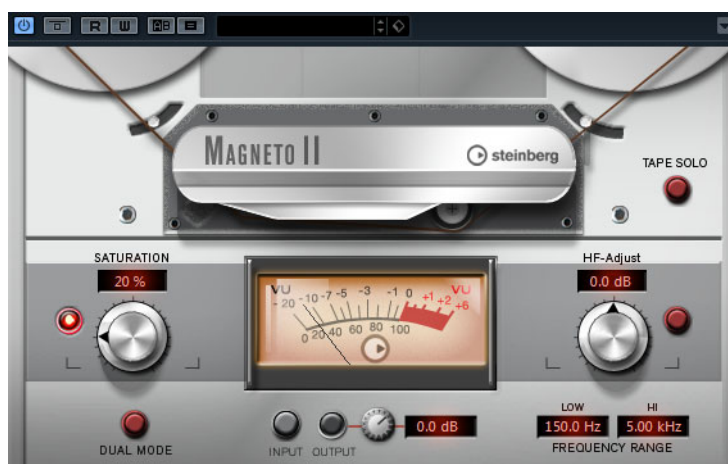 R W AB
MAGNETO II
steinberg
TAPE SOLO
SATURATION
20 %
HF-Adjust
0.0 dB
VU VU
- 20 -10 -7 -5 -3 -1 0 +1 +2 +6
0 20 40 60 80 100
DUAL MODE
INPUT OUTPUT
0.0 dB
LOW HI
150.0 Hz 5.00 kHz
FREQUENCY RANGE